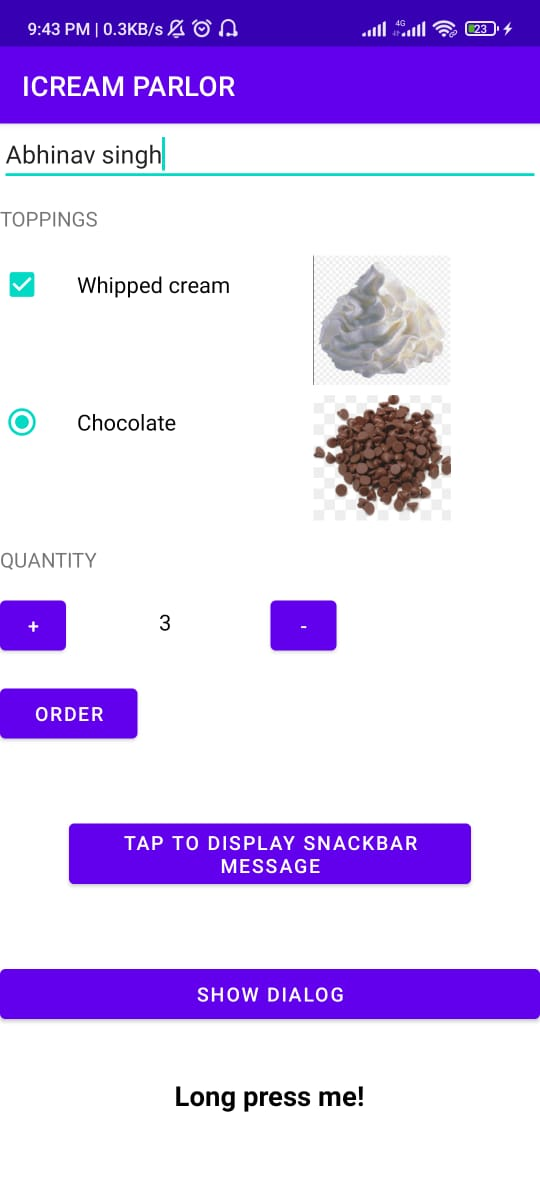 9:43 PM | 0.3KB/s 4G 23
ICREAM PARLOR
Abhinav singh
TOPPINGS
Whipped cream
Chocolate
QUANTITY
+ 3 -
ORDER
TAP TO DISPLAY SNACKBAR
MESSAGE
SHOW DIALOG
Long press me!